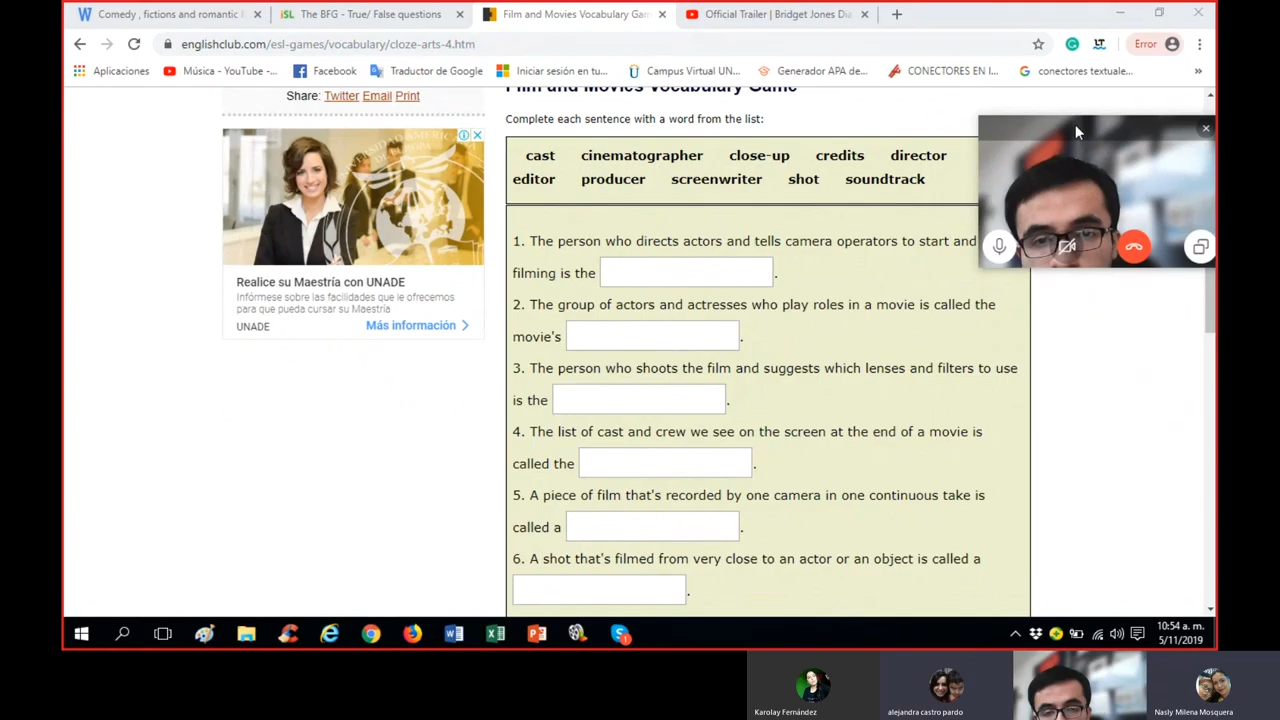 Comedy , fictions and romantic
iSL The BFG - True/ False questions
Film and Movies Vocabulary Gam
Official Trailer | Bridget Jones Dia
englishclub.com/esl-games/vocabulary/cloze-arts-4.htm
Error
Aplicaciones
Música - YouTube -...
Facebook
Traductor de Google
Iniciar sesión en tu...
Campus Virtual UN...
Generador APA de...
CONECTORES EN I...
conectores textuale...
»
Share: Twitter Email Print
Film and Movies Vocabulary Game
Complete each sentence with a word from the list:
cast cinematographer close-up credits director
editor producer screenwriter shot soundtrack
1. The person who directs actors and tells camera operators to start and
filming is the .
2. The group of actors and actresses who play roles in a movie is called the
movie's .
3. The person who shoots the film and suggests which lenses and filters to use
is the .
4. The list of cast and crew we see on the screen at the end of a movie is
called the .
5. A piece of film that's recorded by one camera in one continuous take is
called a .
6. A shot that's filmed from very close to an actor or an object is called a
.
Realice su Maestría con UNADE
Infórmese sobre las facilidades que le ofrecemos
para que pueda cursar su Maestría
UNADE
Más información
10:54 a. m.
5/11/2019
Karolay Fernández
alejandra castro pardo
Nasly Milena Mosquera